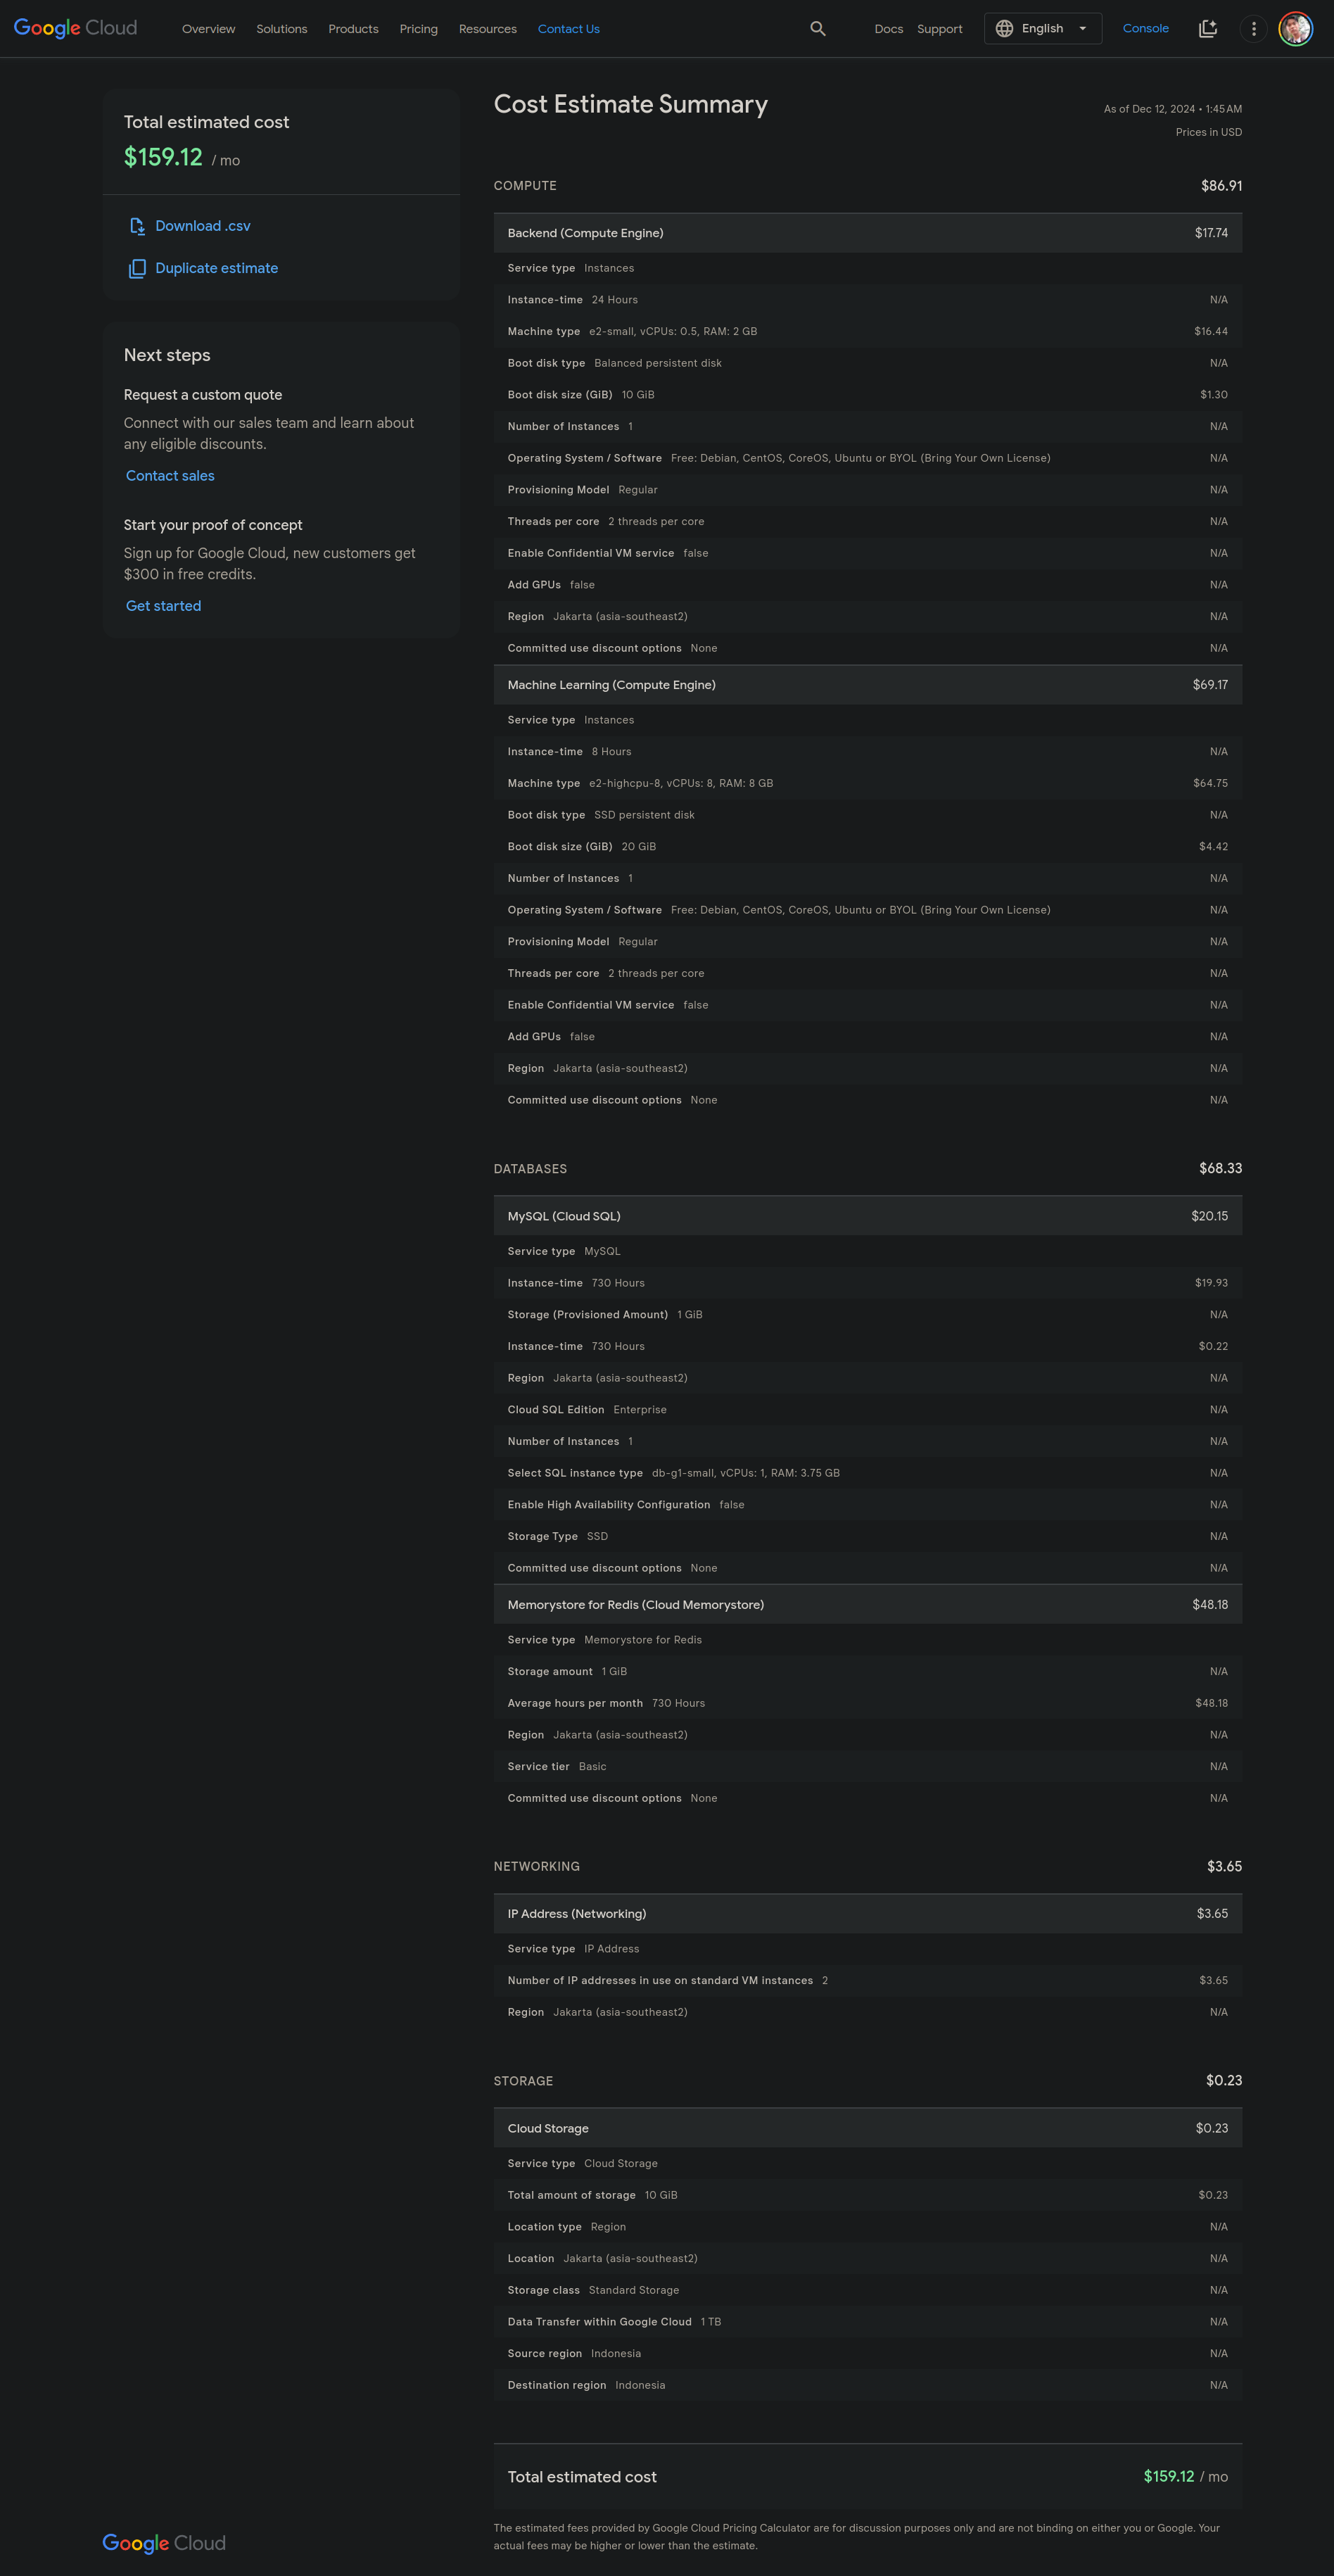 Google Cloud Overview Solutions Products Pricing Resources Contact Us Docs Support English Console
Total estimated cost
$159.12 / mo
Download .csv
Duplicate estimate
Next steps
Request a custom quote
Connect with our sales team and learn about
any eligible discounts.
Contact sales
Start your proof of concept
Sign up for Google Cloud, new customers get
$300 in free credits.
Get started
Cost Estimate Summary
As of Dec 12, 2024 • 1:45 AM
Prices in USD
COMPUTE $86.91
Backend (Compute Engine) $17.74
Service type Instances
Instance-time 24 Hours N/A
Machine type e2-small, vCPUs: 0.5, RAM: 2 GB $16.44
Boot disk type Balanced persistent disk N/A
Boot disk size (GiB) 10 GiB $1.30
Number of Instances 1 N/A
Operating System / Software Free: Debian, CentOS, CoreOS, Ubuntu or BYOL (Bring Your Own License) N/A
Provisioning Model Regular N/A
Threads per core 2 threads per core N/A
Enable Confidential VM service false N/A
Add GPUs false N/A
Region Jakarta (asia-southeast2) N/A
Committed use discount options None N/A
Machine Learning (Compute Engine) $69.17
Service type Instances
Instance-time 8 Hours N/A
Machine type e2-highcpu-8, vCPUs: 8, RAM: 8 GB $64.75
Boot disk type SSD persistent disk N/A
Boot disk size (GiB) 20 GiB $4.42
Number of Instances 1 N/A
Operating System / Software Free: Debian, CentOS, CoreOS, Ubuntu or BYOL (Bring Your Own License) N/A
Provisioning Model Regular N/A
Threads per core 2 threads per core N/A
Enable Confidential VM service false N/A
Add GPUs false N/A
Region Jakarta (asia-southeast2) N/A
Committed use discount options None N/A
DATABASES $68.33
MySQL (Cloud SQL) $20.15
Service type MySQL
Instance-time 730 Hours $19.93
Storage (Provisioned Amount) 1 GiB N/A
Instance-time 730 Hours $0.22
Region Jakarta (asia-southeast2) N/A
Cloud SQL Edition Enterprise N/A
Number of Instances 1 N/A
Select SQL instance type db-g1-small, vCPUs: 1, RAM: 3.75 GB N/A
Enable High Availability Configuration false N/A
Storage Type SSD N/A
Committed use discount options None N/A
Memorystore for Redis (Cloud Memorystore) $48.18
Service type Memorystore for Redis
Storage amount 1 GiB N/A
Average hours per month 730 Hours $48.18
Region Jakarta (asia-southeast2) N/A
Service tier Basic N/A
Committed use discount options None N/A
NETWORKING $3.65
IP Address (Networking) $3.65
Service type IP Address
Number of IP addresses in use on standard VM instances 2 $3.65
Region Jakarta (asia-southeast2) N/A
STORAGE $0.23
Cloud Storage $0.23
Service type Cloud Storage
Total amount of storage 10 GiB $0.23
Location type Region N/A
Location Jakarta (asia-southeast2) N/A
Storage class Standard Storage N/A
Data Transfer within Google Cloud 1 TB N/A
Source region Indonesia N/A
Destination region Indonesia N/A
Total estimated cost $159.12 / mo
The estimated fees provided by Google Cloud Pricing Calculator are for discussion purposes only and are not binding on either you or Google. Your
actual fees may be higher or lower than the estimate.
Google Cloud